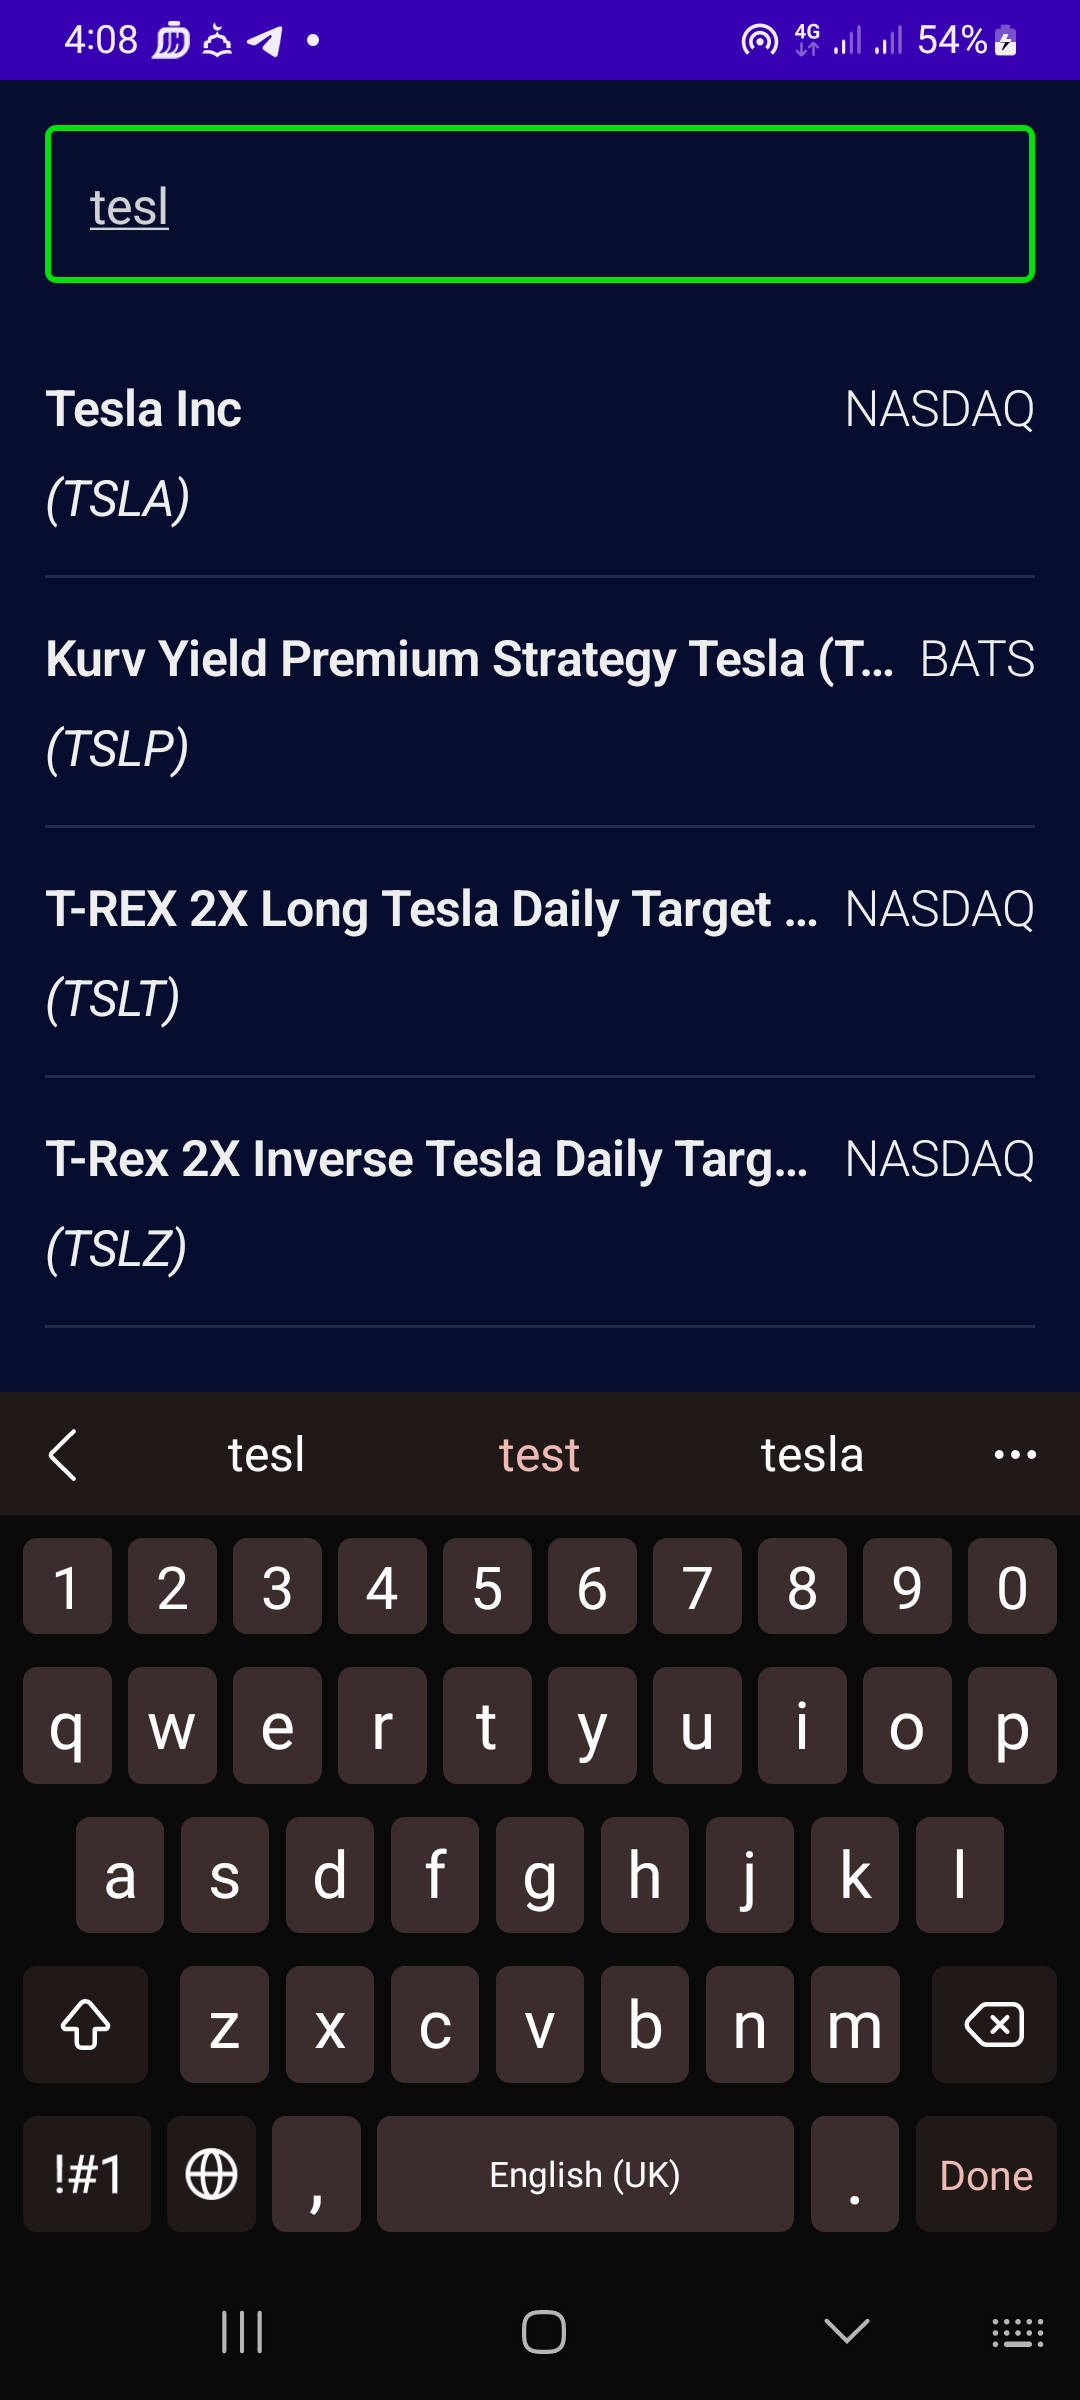 4:08
4G
54%
tesl
Tesla Inc NASDAQ
(TSLA)
Kurv Yield Premium Strategy Tesla (T... BATS
(TSLP)
T-REX 2X Long Tesla Daily Target ... NASDAQ
(TSLT)
T-Rex 2X Inverse Tesla Daily Targ... NASDAQ
(TSLZ)
tesl test tesla
1 2 3 4 5 6 7 8 9 0
q w e r t y u i o p
a s d f g h j k l
z x c v b n m
!#1 , English (UK) . Done